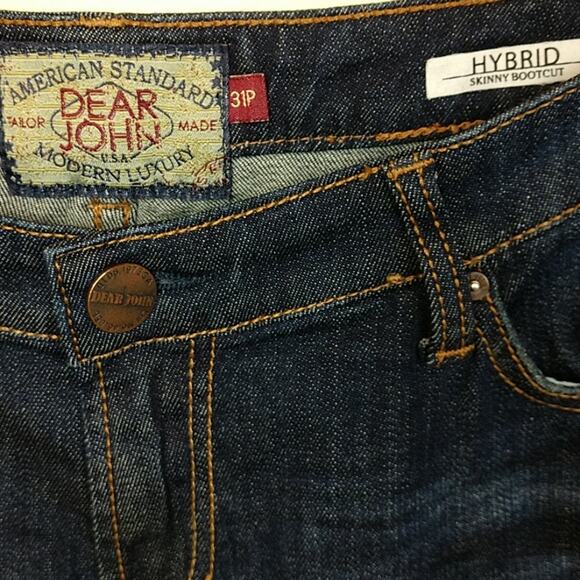 AMERICAN STANDARD
TAILOR MADE
DEAR
JOHN
U.S.A.
MODERN LUXURY
31P
HYBRID
SKINNY BOOTCUT
DEAR JOHN